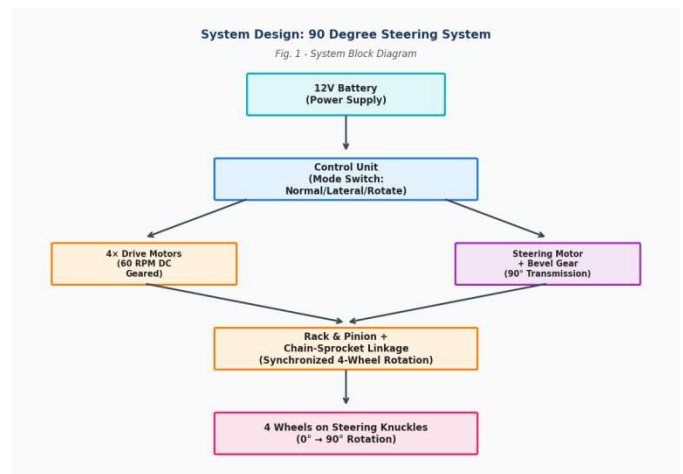 System Design: 90 Degree Steering System
Fig. 1 - System Block Diagram
12V Battery
(Power Supply)
Control Unit
(Mode Switch:
Normal/Lateral/Rotate)
4× Drive Motors
(60 RPM DC
Geared)
Steering Motor
+ Bevel Gear
(90° Transmission)
Rack & Pinion +
Chain-Sprocket Linkage
(Synchronized 4-Wheel Rotation)
4 Wheels on Steering Knuckles
(0° → 90° Rotation)